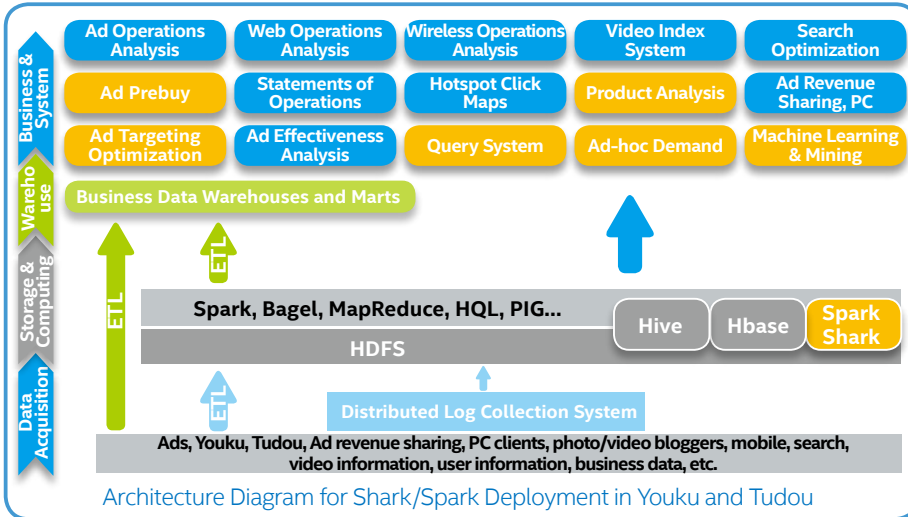 Business &
System
Ad Operations
Analysis
Web Operations
Analysis
Wireless Operations
Analysis
Video Index
System
Search
Optimization
Ad Prebuy
Statements of
Operations
Hotspot Click
Maps
Product Analysis
Ad Revenue
Sharing, PC
Ad Targeting
Optimization
Ad Effectiveness
Analysis
Query System
Ad-hoc Demand
Machine Learning
& Mining
Wareho
use
Business Data Warehouses and Marts
ETL
ETL
Storage &
Computing
Spark, Bagel, MapReduce, HQL, PIG...
HDFS
Hive
Hbase
Spark
Shark
Data
Acquisition
ETL
Distributed Log Collection System
Ads, Youku, Tudou, Ad revenue sharing, PC clients, photo/video bloggers, mobile, search,
video information, user information, business data, etc.
Architecture Diagram for Shark/Spark Deployment in Youku and Tudou